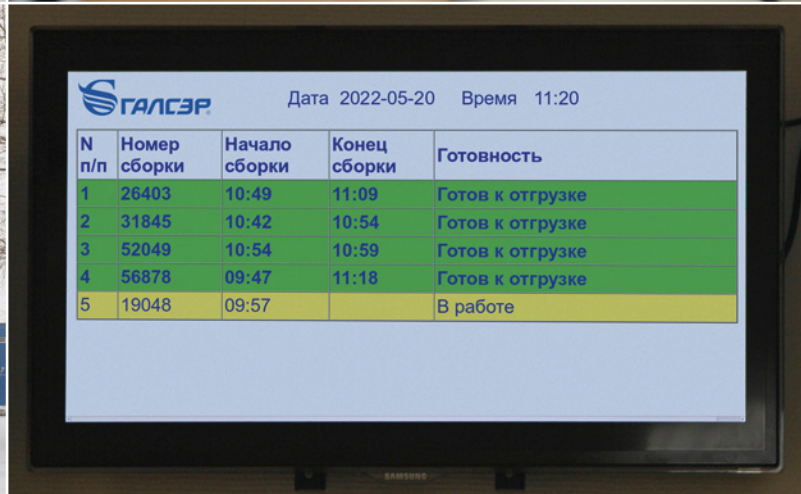 ГАЛСЭР
Дата 2022-05-20 Время 11:20
N п/п Номер сборки Начало сборки Конец сборки Готовность
1 26403 10:49 11:09 Готов к отгрузке
2 31845 10:42 10:54 Готов к отгрузке
3 52049 10:54 10:59 Готов к отгрузке
4 56878 09:47 11:18 Готов к отгрузке
5 19048 09:57 В работе
SAMSUNG